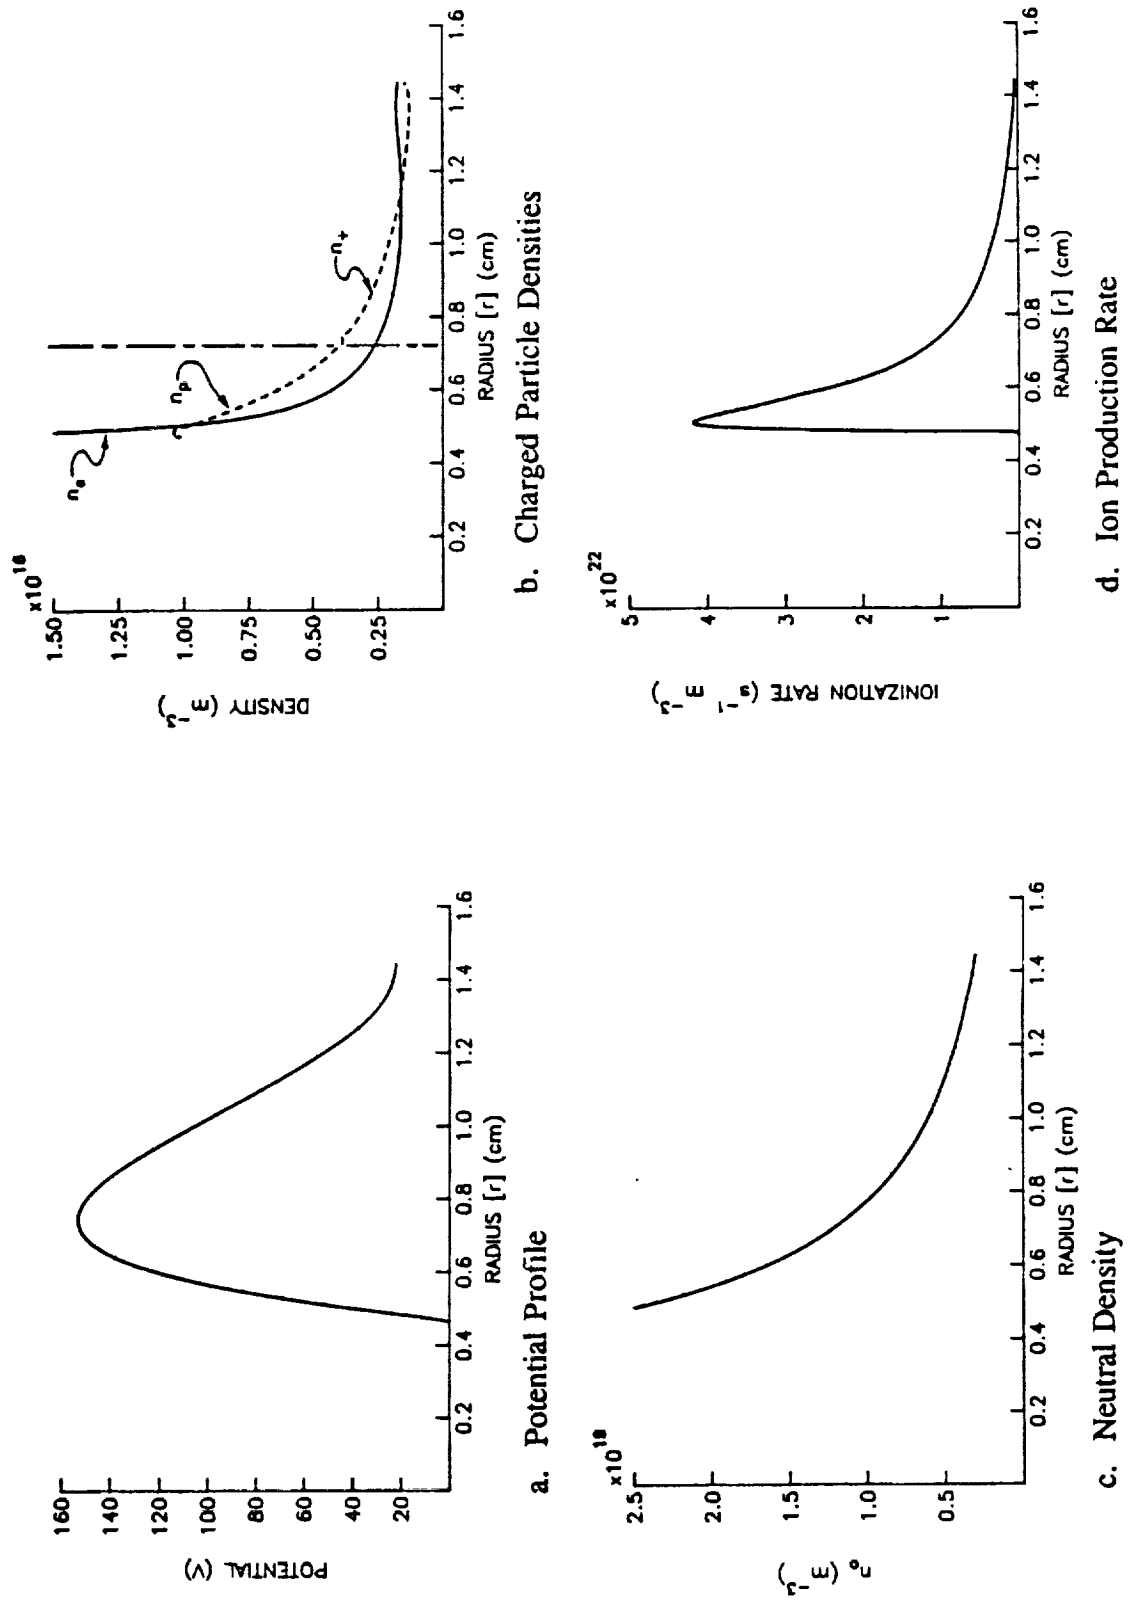 160
140
120
100
80
60
40
20
POTENTIAL (V)
0.2 0.4 0.6 0.8 1.0 1.2 1.4 1.6
RADIUS [r] (cm)
a. Potential Profile
x10^16
1.50
1.25
1.00
0.75
0.50
0.25
DENSITY (m^-3)
n_e
n_p
n_+
0.2 0.4 0.6 0.8 1.0 1.2 1.4 1.6
RADIUS [r] (cm)
b. Charged Particle Densities
2.5
2.0
1.5
1.0
0.5
n_o (m^-3)
0.2 0.4 0.6 0.8 1.0 1.2 1.4 1.6
RADIUS [r] (cm)
c. Neutral Density
x10^22
5
4
3
2
1
IONIZATION RATE (s^-1 m^-3)
0.2 0.4 0.6 0.8 1.0 1.2 1.4 1.6
RADIUS [r] (cm)
d. Ion Production Rate